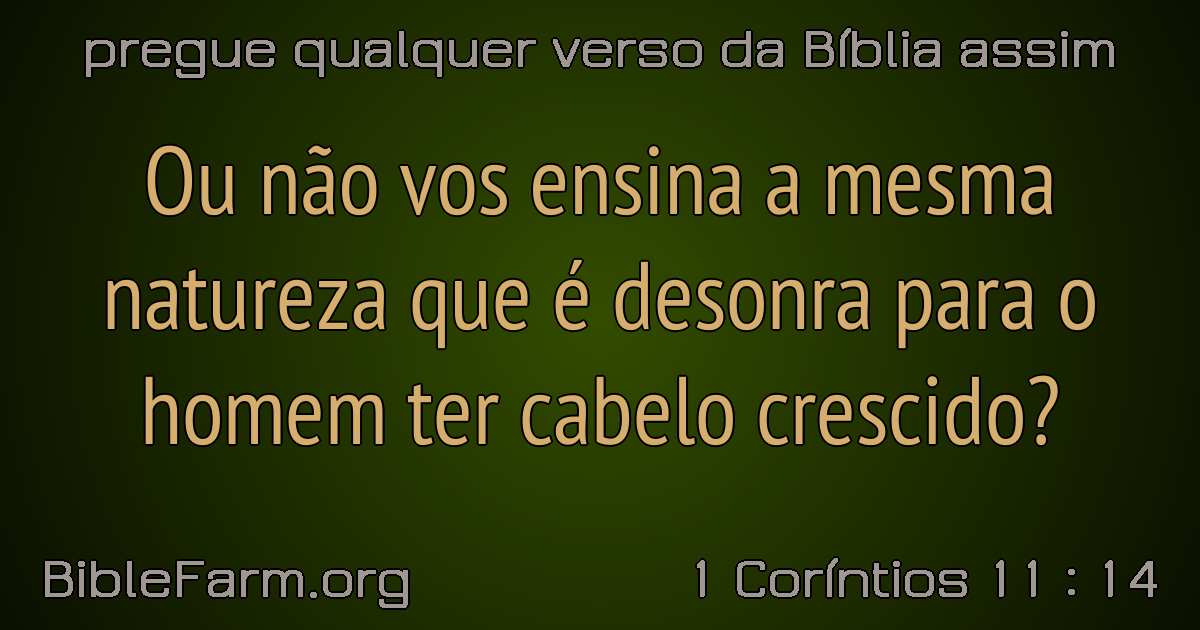 pregue qualquer verso da Bíblia assim
Ou não vos ensina a mesma
natureza que é desonra para o
homem ter cabelo crescido?
BibleFarm.org
1 Coríntios 11 : 14